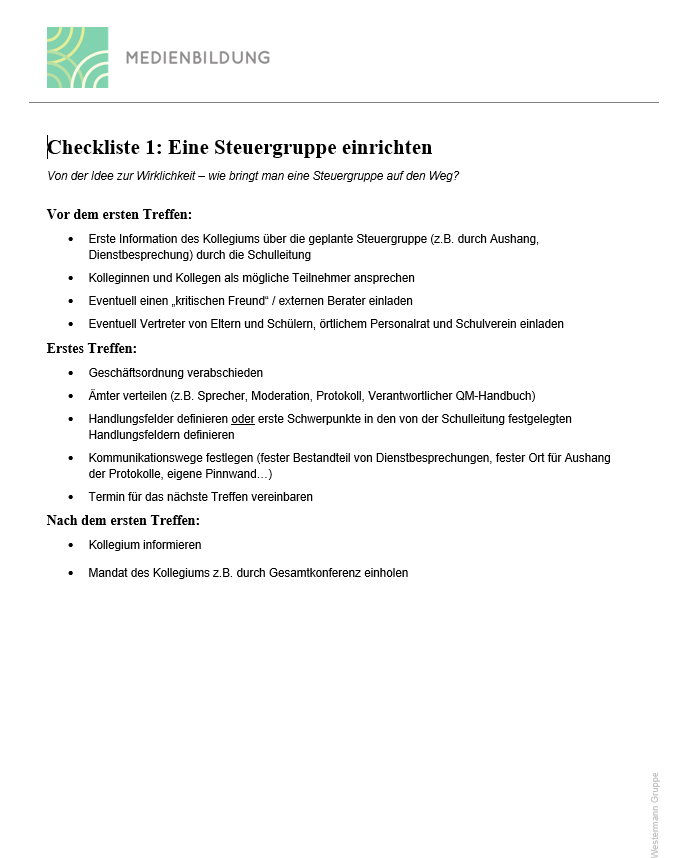 MEDIENBILDUNG
Checkliste 1: Eine Steuergruppe einrichten
Von der Idee zur Wirklichkeit – wie bringt man eine Steuergruppe auf den Weg?
Vor dem ersten Treffen:
• Erste Information des Kollegiums über die geplante Steuergruppe (z.B. durch Aushang,
Dienstbesprechung) durch die Schulleitung
• Kolleginnen und Kollegen als mögliche Teilnehmer ansprechen
• Eventuell einen „kritischen Freund“ / externen Berater einladen
• Eventuell Vertreter von Eltern und Schülern, örtlichem Personalrat und Schulverein einladen
Erstes Treffen:
• Geschäftsordnung verabschieden
• Ämter verteilen (z.B. Sprecher, Moderation, Protokoll, Verantwortlicher QM-Handbuch)
• Handlungsfelder definieren oder erste Schwerpunkte in den von der Schulleitung festgelegten
Handlungsfeldern definieren
• Kommunikationswege festlegen (fester Bestandteil von Dienstbesprechungen, fester Ort für Aushang
der Protokolle, eigene Pinnwand…)
• Termin für das nächste Treffen vereinbaren
Nach dem ersten Treffen:
• Kollegium informieren
• Mandat des Kollegiums z.B. durch Gesamtkonferenz einholen
Westermann Gruppe